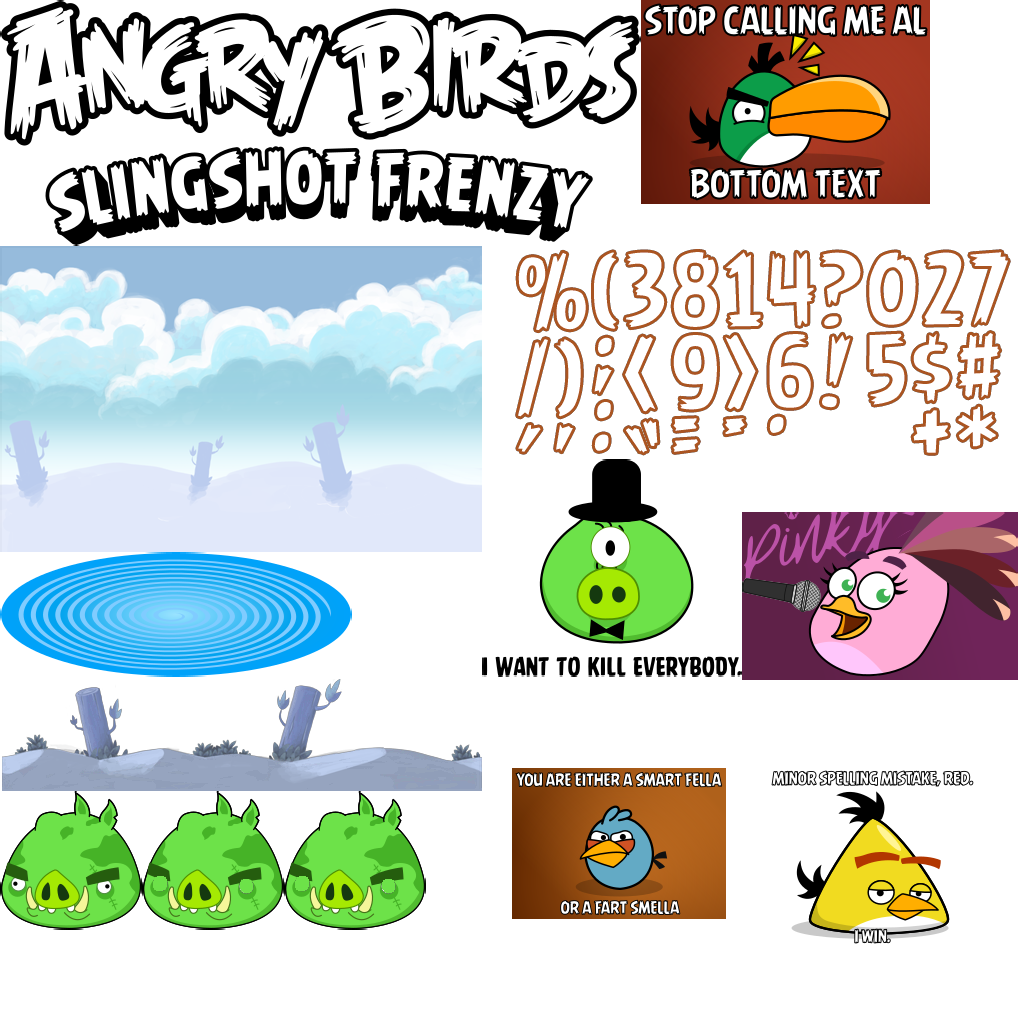 ANGRY BIRDS
SLINGSHOT FRENZY
STOP CALLING ME AL
BOTTOM TEXT
%(3814?027
/);<9>6!5$#
‚„:"=-.+*
I WANT TO KILL EVERYBODY.
Pinky
YOU ARE EITHER A SMART FELLA
OR A FART SMELLA
MINOR SPELLING MISTAKE, RED.
I WIN.